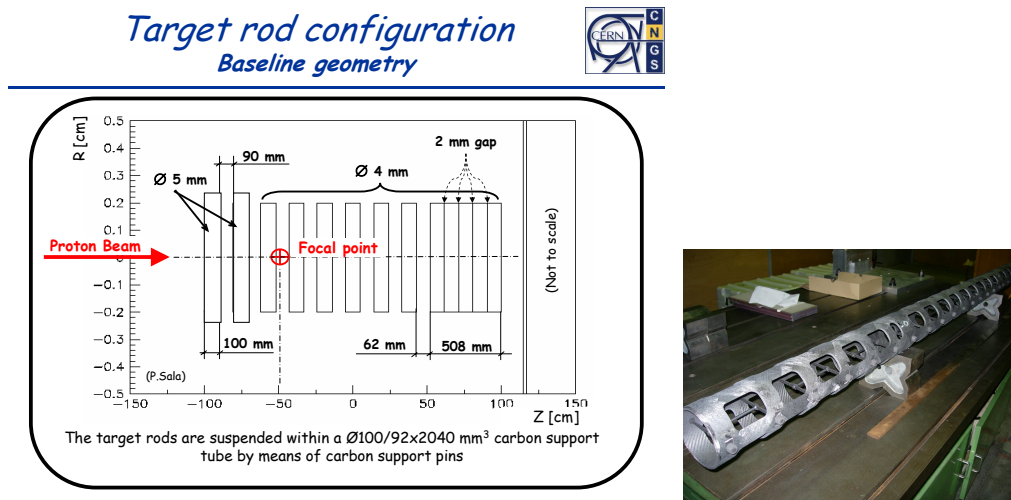 Target rod configuration
Baseline geometry
CERN
C
N
G
S
R [cm]
0.5
0.4
0.3
0.2
0.1
0
−0.1
−0.2
−0.3
−0.4
−0.5
90 mm
2 mm gap
Ø 5 mm
Ø 4 mm
Proton Beam
Focal point
(Not to scale)
100 mm
62 mm
508 mm
(P.Sala)
−150
−100
−50
0
50
100
150
Z [cm]
The target rods are suspended within a Ø100/92x2040 mm³ carbon support
tube by means of carbon support pins